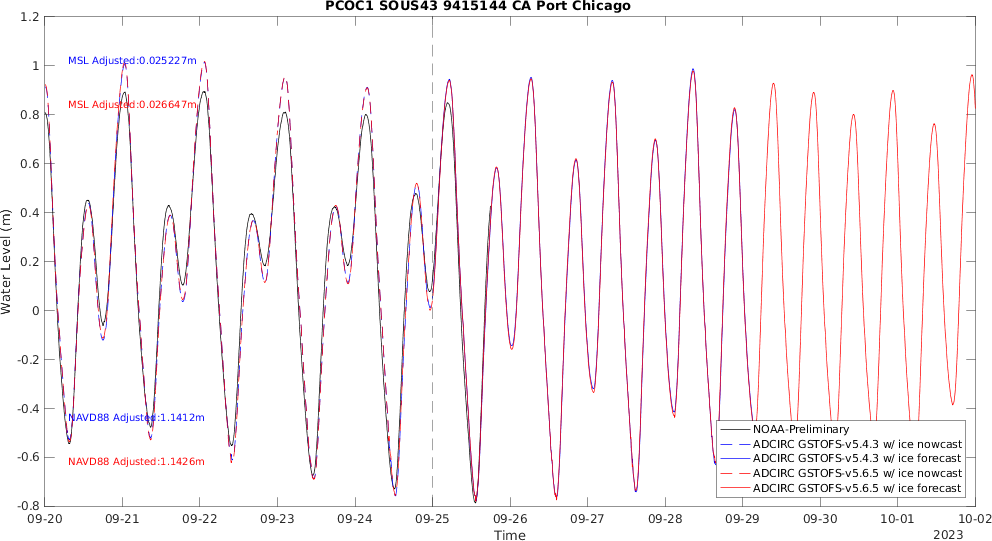 PCOC1 SOUS43 9415144 CA Port Chicago
1.2
1
0.8
0.6
0.4
0.2
0
-0.2
-0.4
-0.6
-0.8
Water Level (m)
MSL Adjusted:0.025227m
MSL Adjusted:0.026647m
NAVD88 Adjusted:1.1412m
NAVD88 Adjusted:1.1426m
NOAA-Preliminary
ADCIRC GSTOFS-v5.4.3 w/ ice nowcast
ADCIRC GSTOFS-v5.4.3 w/ ice forecast
ADCIRC GSTOFS-v5.6.5 w/ ice nowcast
ADCIRC GSTOFS-v5.6.5 w/ ice forecast
09-20 09-21 09-22 09-23 09-24 09-25 09-26 09-27 09-28 09-29 09-30 10-01 10-02
Time
2023